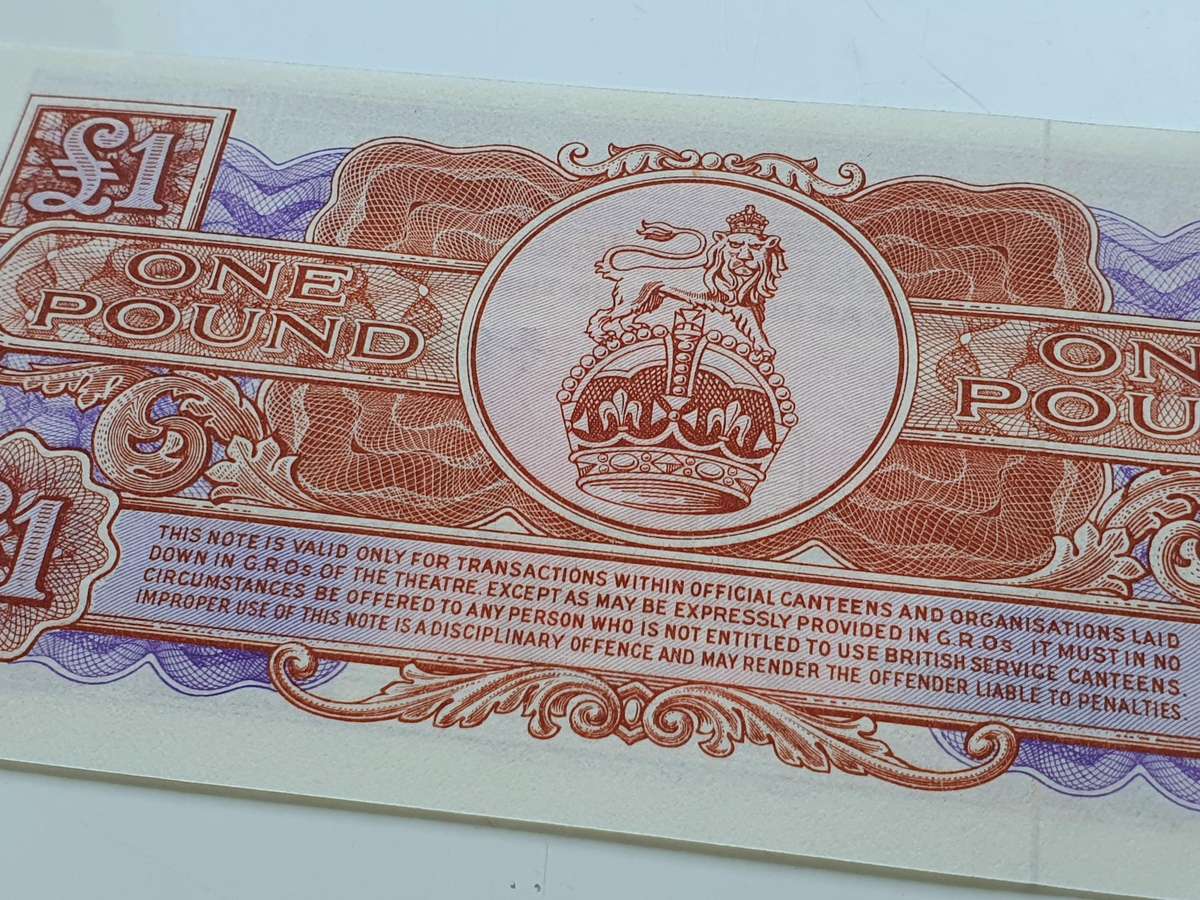 £1
ONE
POUND
ON
POU
1
THIS NOTE IS VALID ONLY FOR TRANSACTIONS WITHIN OFFICIAL CANTEENS AND ORGANISATIONS LAID
DOWN IN G.R.Os OF THE THEATRE, EXCEPT AS MAY BE EXPRESSLY PROVIDED IN G.R.Os. IT MUST IN NO
CIRCUMSTANCES BE OFFERED TO ANY PERSON WHO IS NOT ENTITLED TO USE BRITISH SERVICE CANTEENS.
IMPROPER USE OF THIS NOTE IS A DISCIPLINARY OFFENCE AND MAY RENDER THE OFFENDER LIABLE TO PENALTIES.